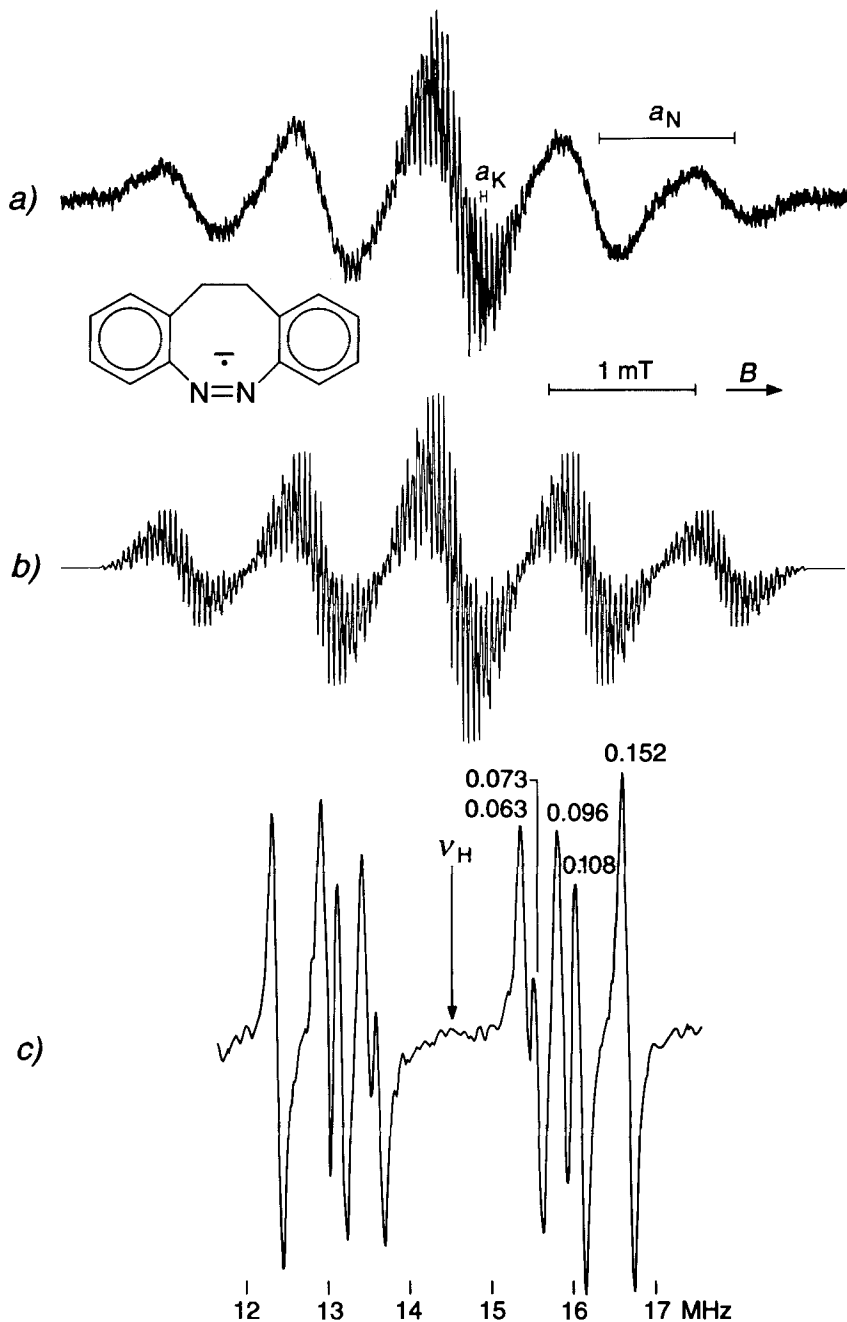 a)
a_N
a_K
H
N=N
1 mT
B
b)
0.152
0.073
0.063
0.096
ν_H
0.108
c)
12 13 14 15 16 17 MHz